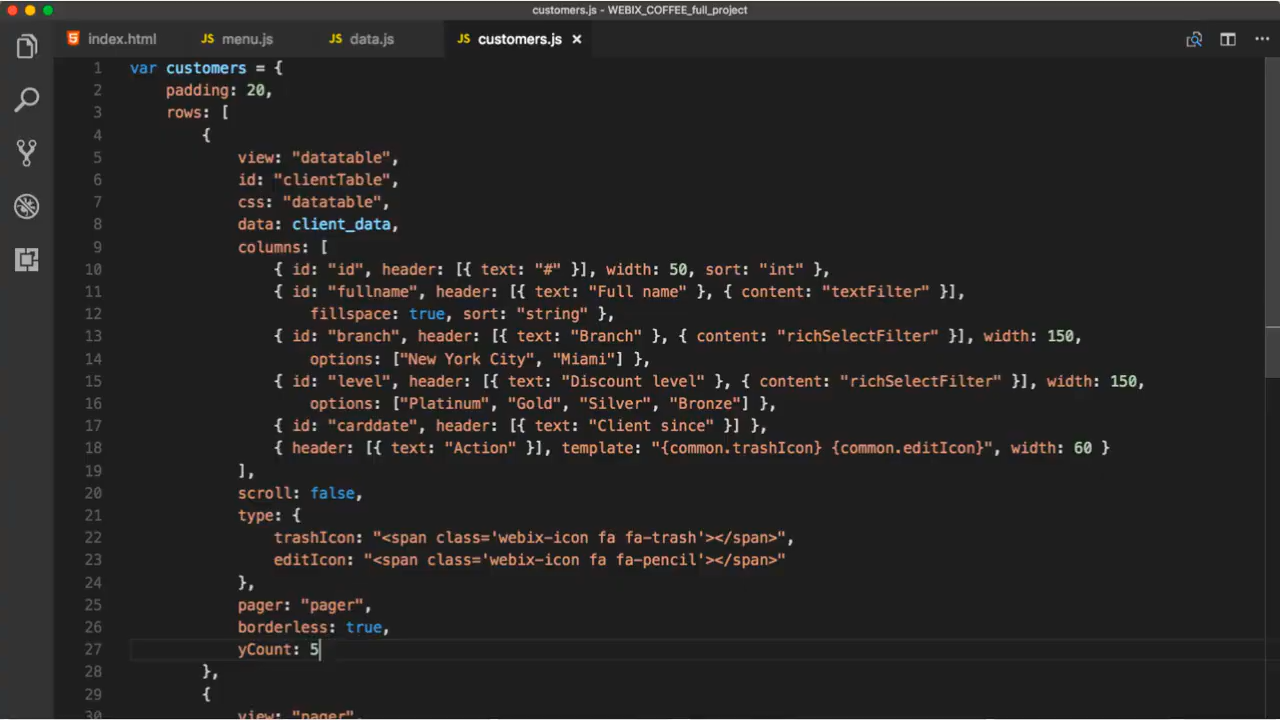 customers.js - WEBIX_COFFEE_full_project
index.html JS menu.js JS data.js JS customers.js ×
1 var customers = {
2 padding: 20,
3 rows: [
4 {
5 view: "datatable",
6 id: "clientTable",
7 css: "datatable",
8 data: client_data,
9 columns: [
10 { id: "id", header: [{ text: "#" }], width: 50, sort: "int" },
11 { id: "fullname", header: [{ text: "Full name" }, { content: "textFilter" }],
12 fillspace: true, sort: "string" },
13 { id: "branch", header: [{ text: "Branch" }, { content: "richSelectFilter" }], width: 150,
14 options: ["New York City", "Miami"] },
15 { id: "level", header: [{ text: "Discount level" }, { content: "richSelectFilter" }], width: 150,
16 options: ["Platinum", "Gold", "Silver", "Bronze"] },
17 { id: "carddate", header: [{ text: "Client since" }] },
18 { header: [{ text: "Action" }], template: "{common.trashIcon} {common.editIcon}", width: 60 }
19 ],
20 scroll: false,
21 type: {
22 trashIcon: "<span class='webix-icon fa fa-trash'></span>",
23 editIcon: "<span class='webix-icon fa fa-pencil'></span>"
24 },
25 pager: "pager",
26 borderless: true,
27 yCount: 5
28 },
29 {
30 view: "pager",